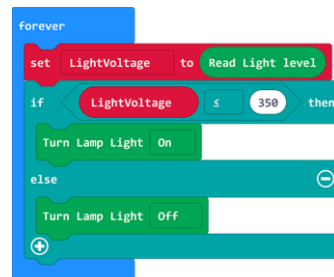 forever
set LightVoltage to Read Light level
if LightVoltage ≤ 350 then
Turn Lamp Light On
else
Turn Lamp Light Off